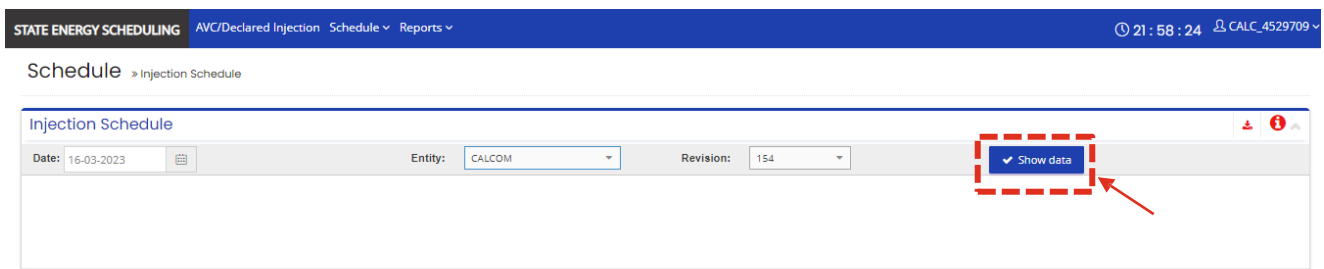 STATE ENERGY SCHEDULING AVC/Declared Injection Schedule Reports 21 : 58 : 24 CALC_4529709
Schedule » Injection Schedule
Injection Schedule
Date: 16-03-2023 Entity: CALCOM Revision: 154 Show data